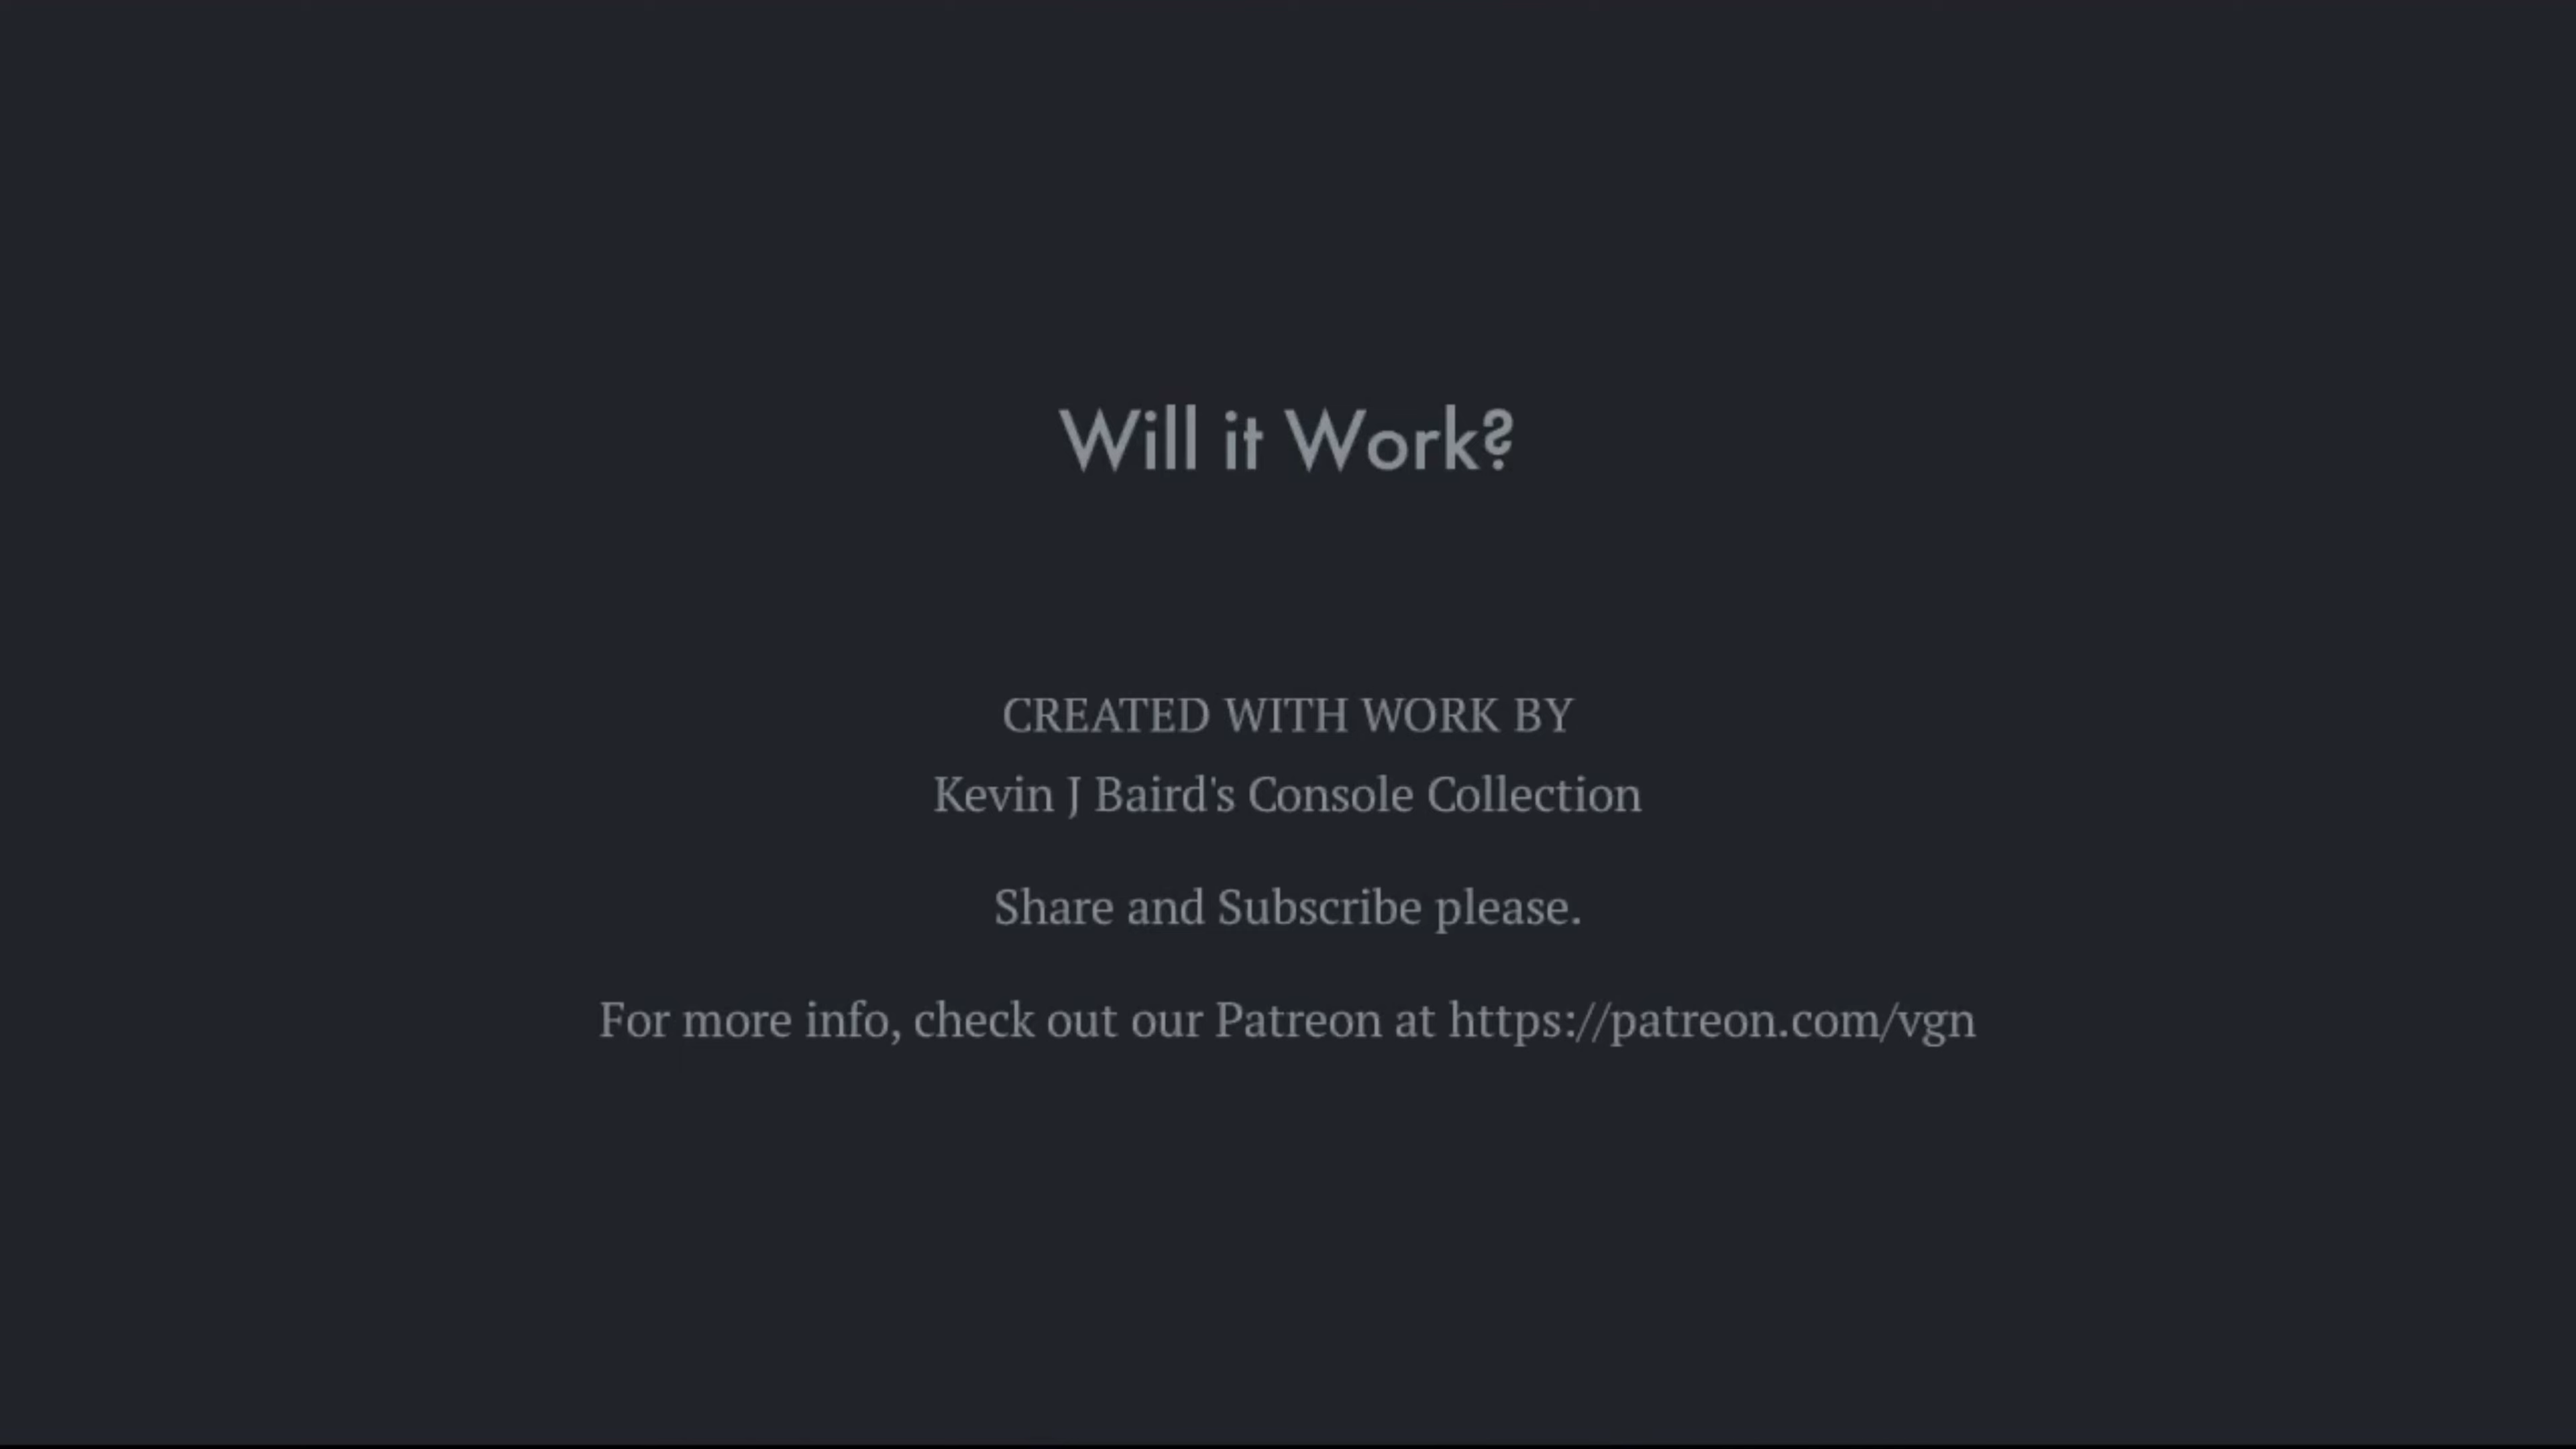 Will it Work?
CREATED WITH WORK BY
Kevin J Baird's Console Collection
Share and Subscribe please.
For more info, check out our Patreon at https://patreon.com/vgn